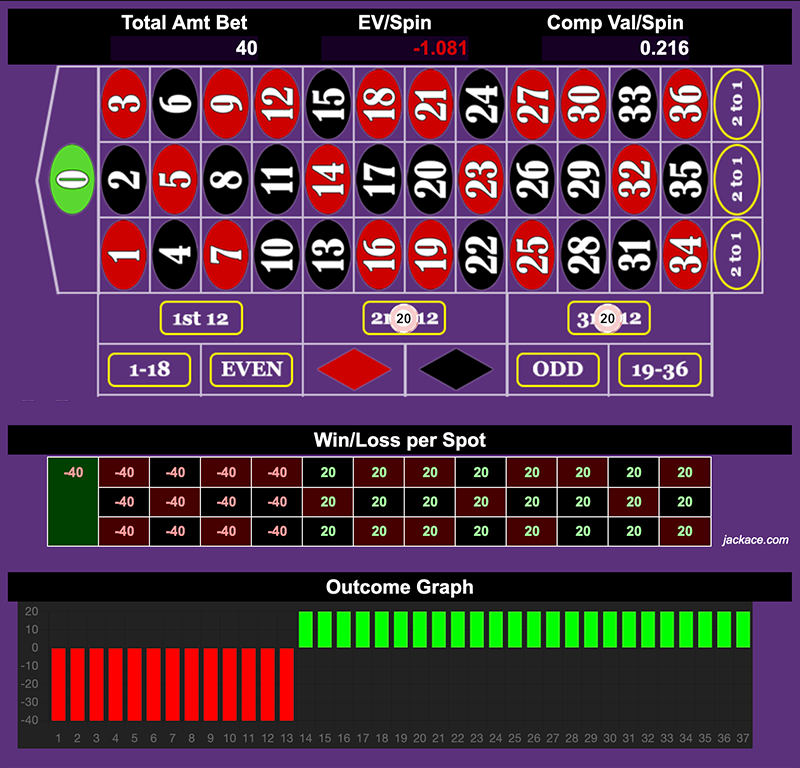 Total Amt Bet EV/Spin Comp Val/Spin
40 -1.081 0.216
3 6 9 12 15 18 21 24 27 30 33 36 2 to 1
0 2 5 8 11 14 17 20 23 26 29 32 35 2 to 1
1 4 7 10 13 16 19 22 25 28 31 34 2 to 1
1st 12 20 12 20 12
1-18 EVEN ODD 19-36
Win/Loss per Spot
-40 -40 -40 -40 -40 20 20 20 20 20 20 20 20
-40 -40 -40 -40 20 20 20 20 20 20 20 20
-40 -40 -40 -40 20 20 20 20 20 20 20 20
jackace.com
Outcome Graph
20
10
0
-10
-20
-30
-40
1 2 3 4 5 6 7 8 9 10 11 12 13 14 15 16 17 18 19 20 21 22 23 24 25 26 27 28 29 30 31 32 33 34 35 36 37